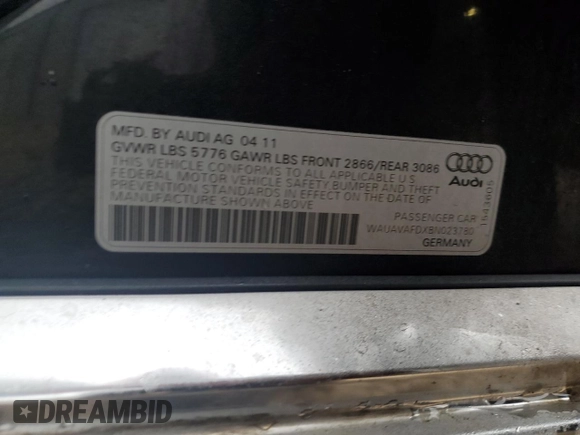 MFD. BY AUDI AG 04 11
GVWR LBS 5776 GAWR LBS FRONT 2866/REAR 3086
THIS VEHICLE CONFORMS TO ALL APPLICABLE U.S.
FEDERAL MOTOR VEHICLE SAFETY,BUMPER AND THEFT
PREVENTION STANDARDS IN EFFECT ON THE DATE OF
MANUFACTURE SHOWN ABOVE
Audi
1543605
PASSENGER CAR
WAUAVAFDXBN023780
GERMANY
DREAMBID